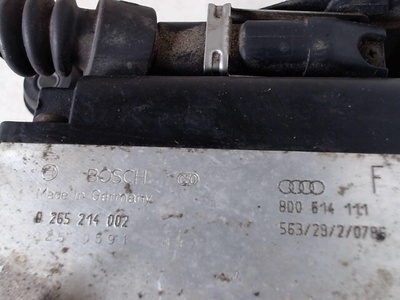 BOSCH
Made in Germany
0 265 214 002
F
8D0 614 111
563/29/2/0786